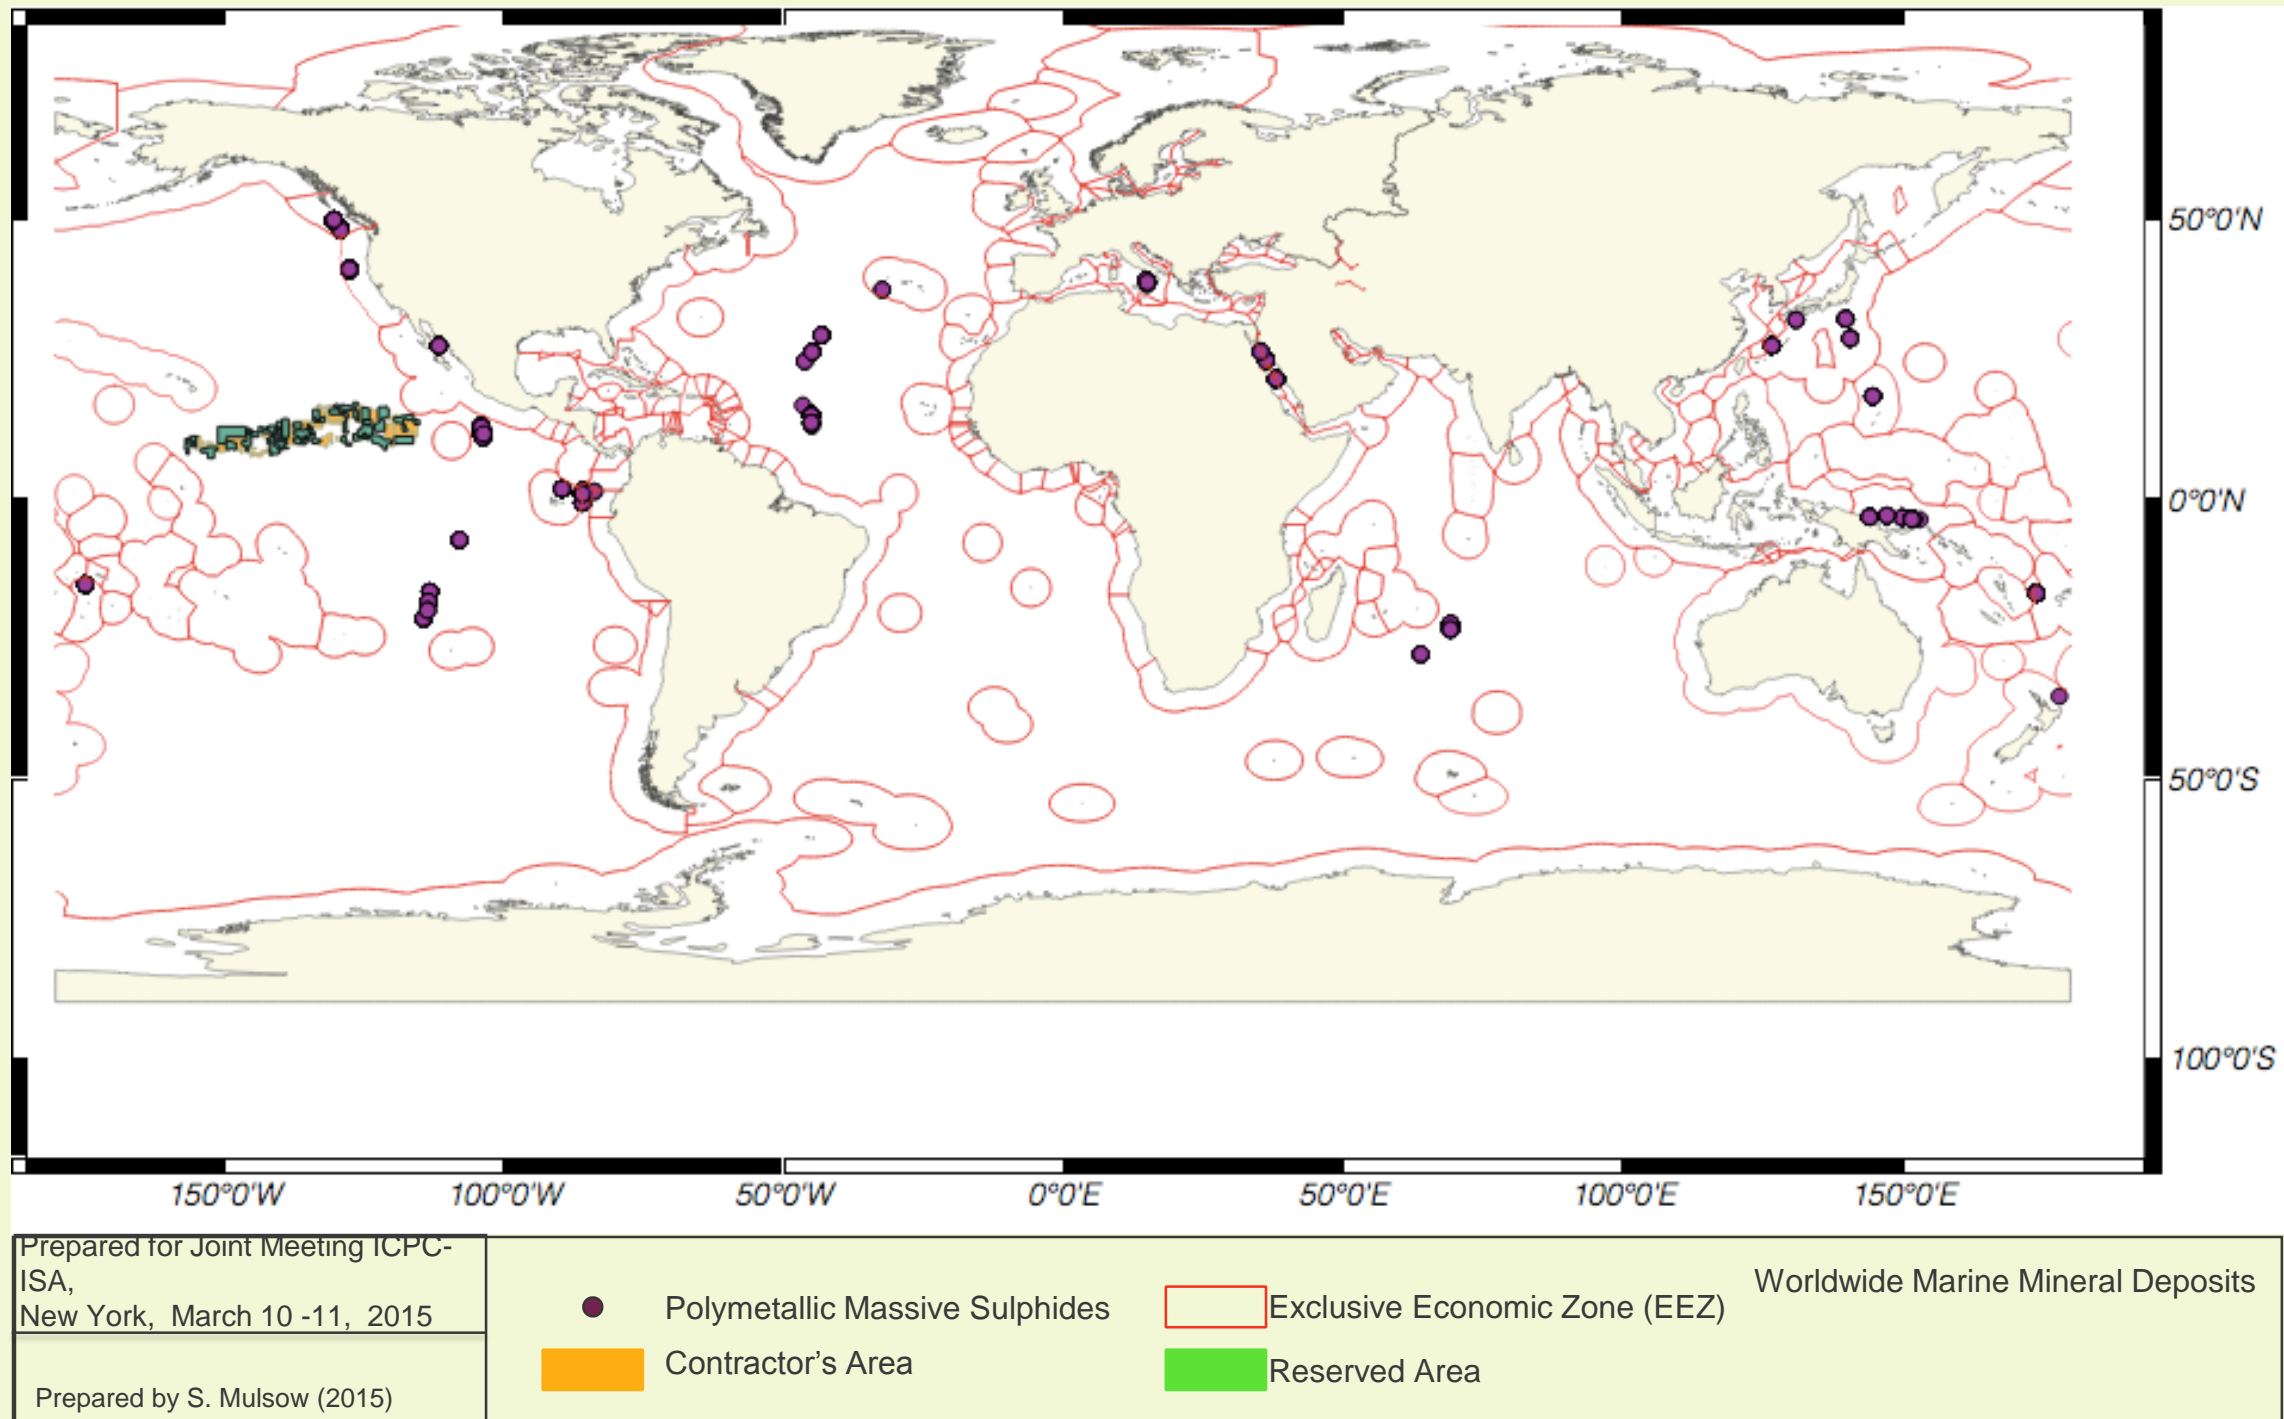 50°0'N
0°0'N
50°0'S
100°0'S
150°0'W 100°0'W 50°0'W 0°0'E 50°0'E 100°0'E 150°0'E
Prepared for Joint Meeting ICPC-
ISA,
New York, March 10 -11, 2015
Prepared by S. Mulsow (2015)
Polymetallic Massive Sulphides
Contractor's Area
Exclusive Economic Zone (EEZ)
Reserved Area
Worldwide Marine Mineral Deposits